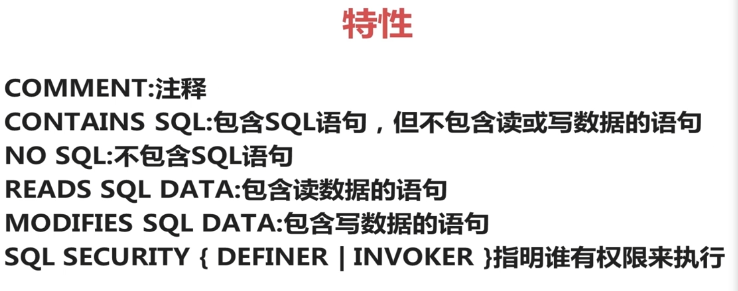 特性
COMMENT:注释
CONTAINS SQL:包含SQL语句，但不包含读或写数据的语句
NO SQL:不包含SQL语句
READS SQL DATA:包含读数据的语句
MODIFIES SQL DATA:包含写数据的语句
SQL SECURITY { DEFINER | INVOKER }指明谁有权限来执行